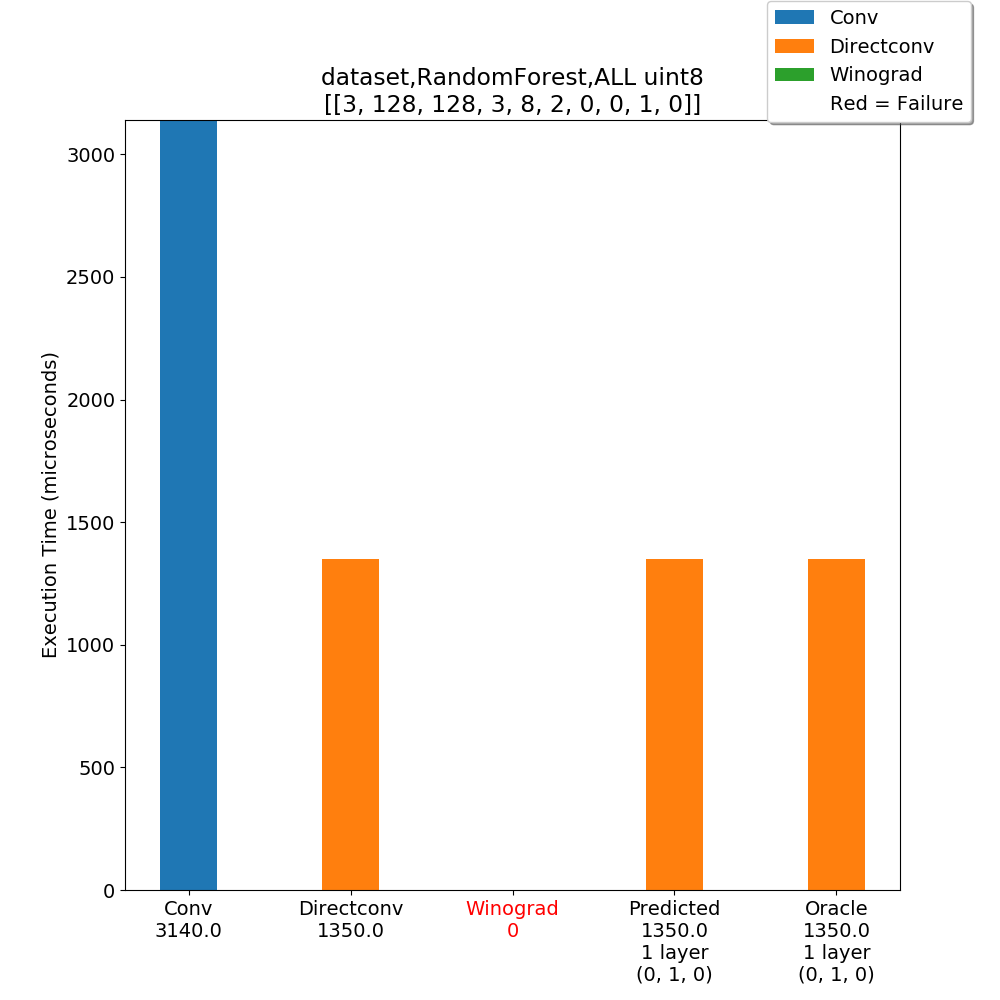 Conv
Directconv
Winograd
Red = Failure
dataset,RandomForest,ALL uint8
[[3, 128, 128, 3, 8, 2, 0, 0, 1, 0]]
Execution Time (microseconds)
3000
2500
2000
1500
1000
500
0
Conv
3140.0
Directconv
1350.0
Winograd
0
Predicted
1350.0
1 layer
(0, 1, 0)
Oracle
1350.0
1 layer
(0, 1, 0)